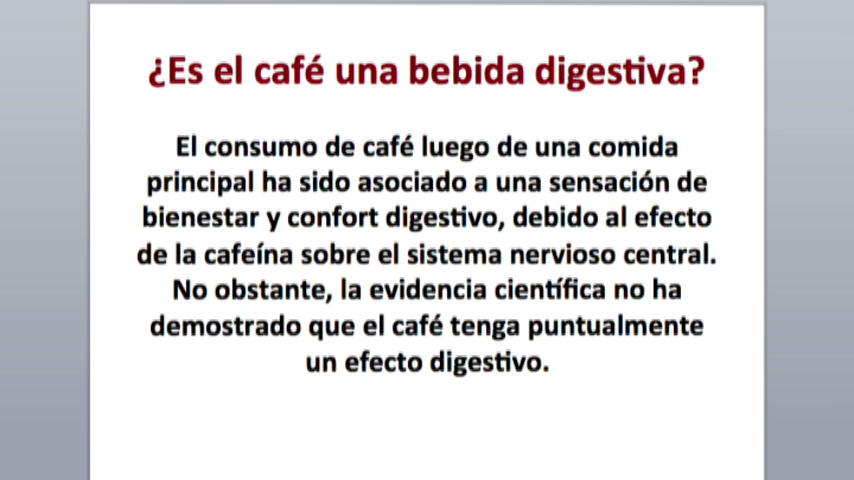 ¿Es el café una bebida digestiva?
El consumo de café luego de una comida
principal ha sido asociado a una sensación de
bienestar y confort digestivo, debido al efecto
de la cafeína sobre el sistema nervioso central.
No obstante, la evidencia científica no ha
demostrado que el café tenga puntualmente
un efecto digestivo.